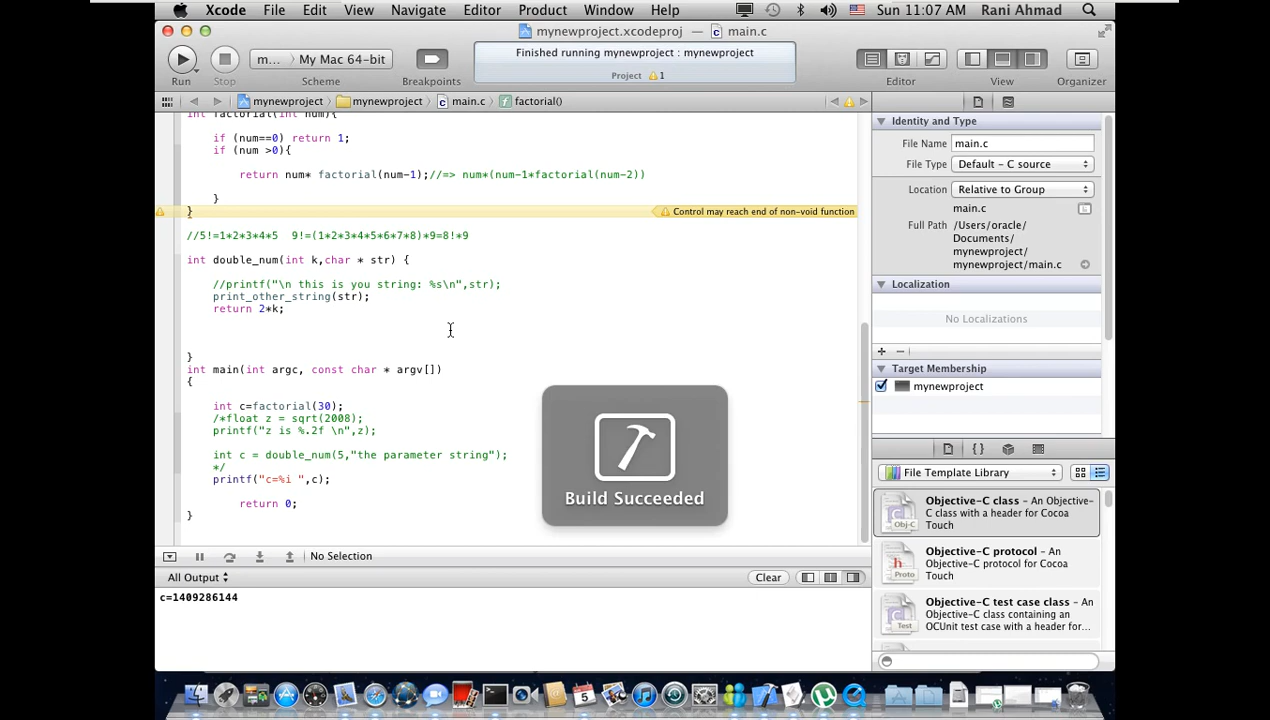 Xcode File Edit View Navigate Editor Product Window Help Sun 11:07 AM Rani Ahmad
mynewproject.xcodeproj — main.c
Finished running mynewproject : mynewproject
Project 1
m... My Mac 64-bit
Run Stop Scheme Breakpoints Editor View Organizer
mynewproject mynewproject main.c factorial()
int factorial(int num){
if (num==0) return 1;
if (num >0){
return num* factorial(num-1);//=> num*(num-1*factorial(num-2))
}
} Control may reach end of non-void function
//5!=1*2*3*4*5 9!=(1*2*3*4*5*6*7*8)*9=8!*9
int double_num(int k,char * str) {
//printf("\n this is you string: %s\n",str);
print_other_string(str);
return 2*k;
}
int main(int argc, const char * argv[])
{
int c=factorial(30);
/*float z = sqrt(2008);
printf("z is %.2f \n",z);
int c = double_num(5,"the parameter string");
*/
printf("c=%i ",c);
return 0;
}
Build Succeeded
No Selection
All Output Clear
c=1409286144
Identity and Type
File Name main.c
File Type Default - C source
Location Relative to Group
main.c
Full Path /Users/oracle/
Documents/
mynewproject/
mynewproject/main.c
Localization
No Localizations
+ −
Target Membership
mynewproject
{}
File Template Library
Objective-C class - An Objective-
C class with a header for Cocoa
Touch
Obj-C
Objective-C protocol - An
Objective-C protocol for Cocoa
Touch
Proto
Objective-C test case class - An
Objective-C class containing an
OCUnit test case with a header for...